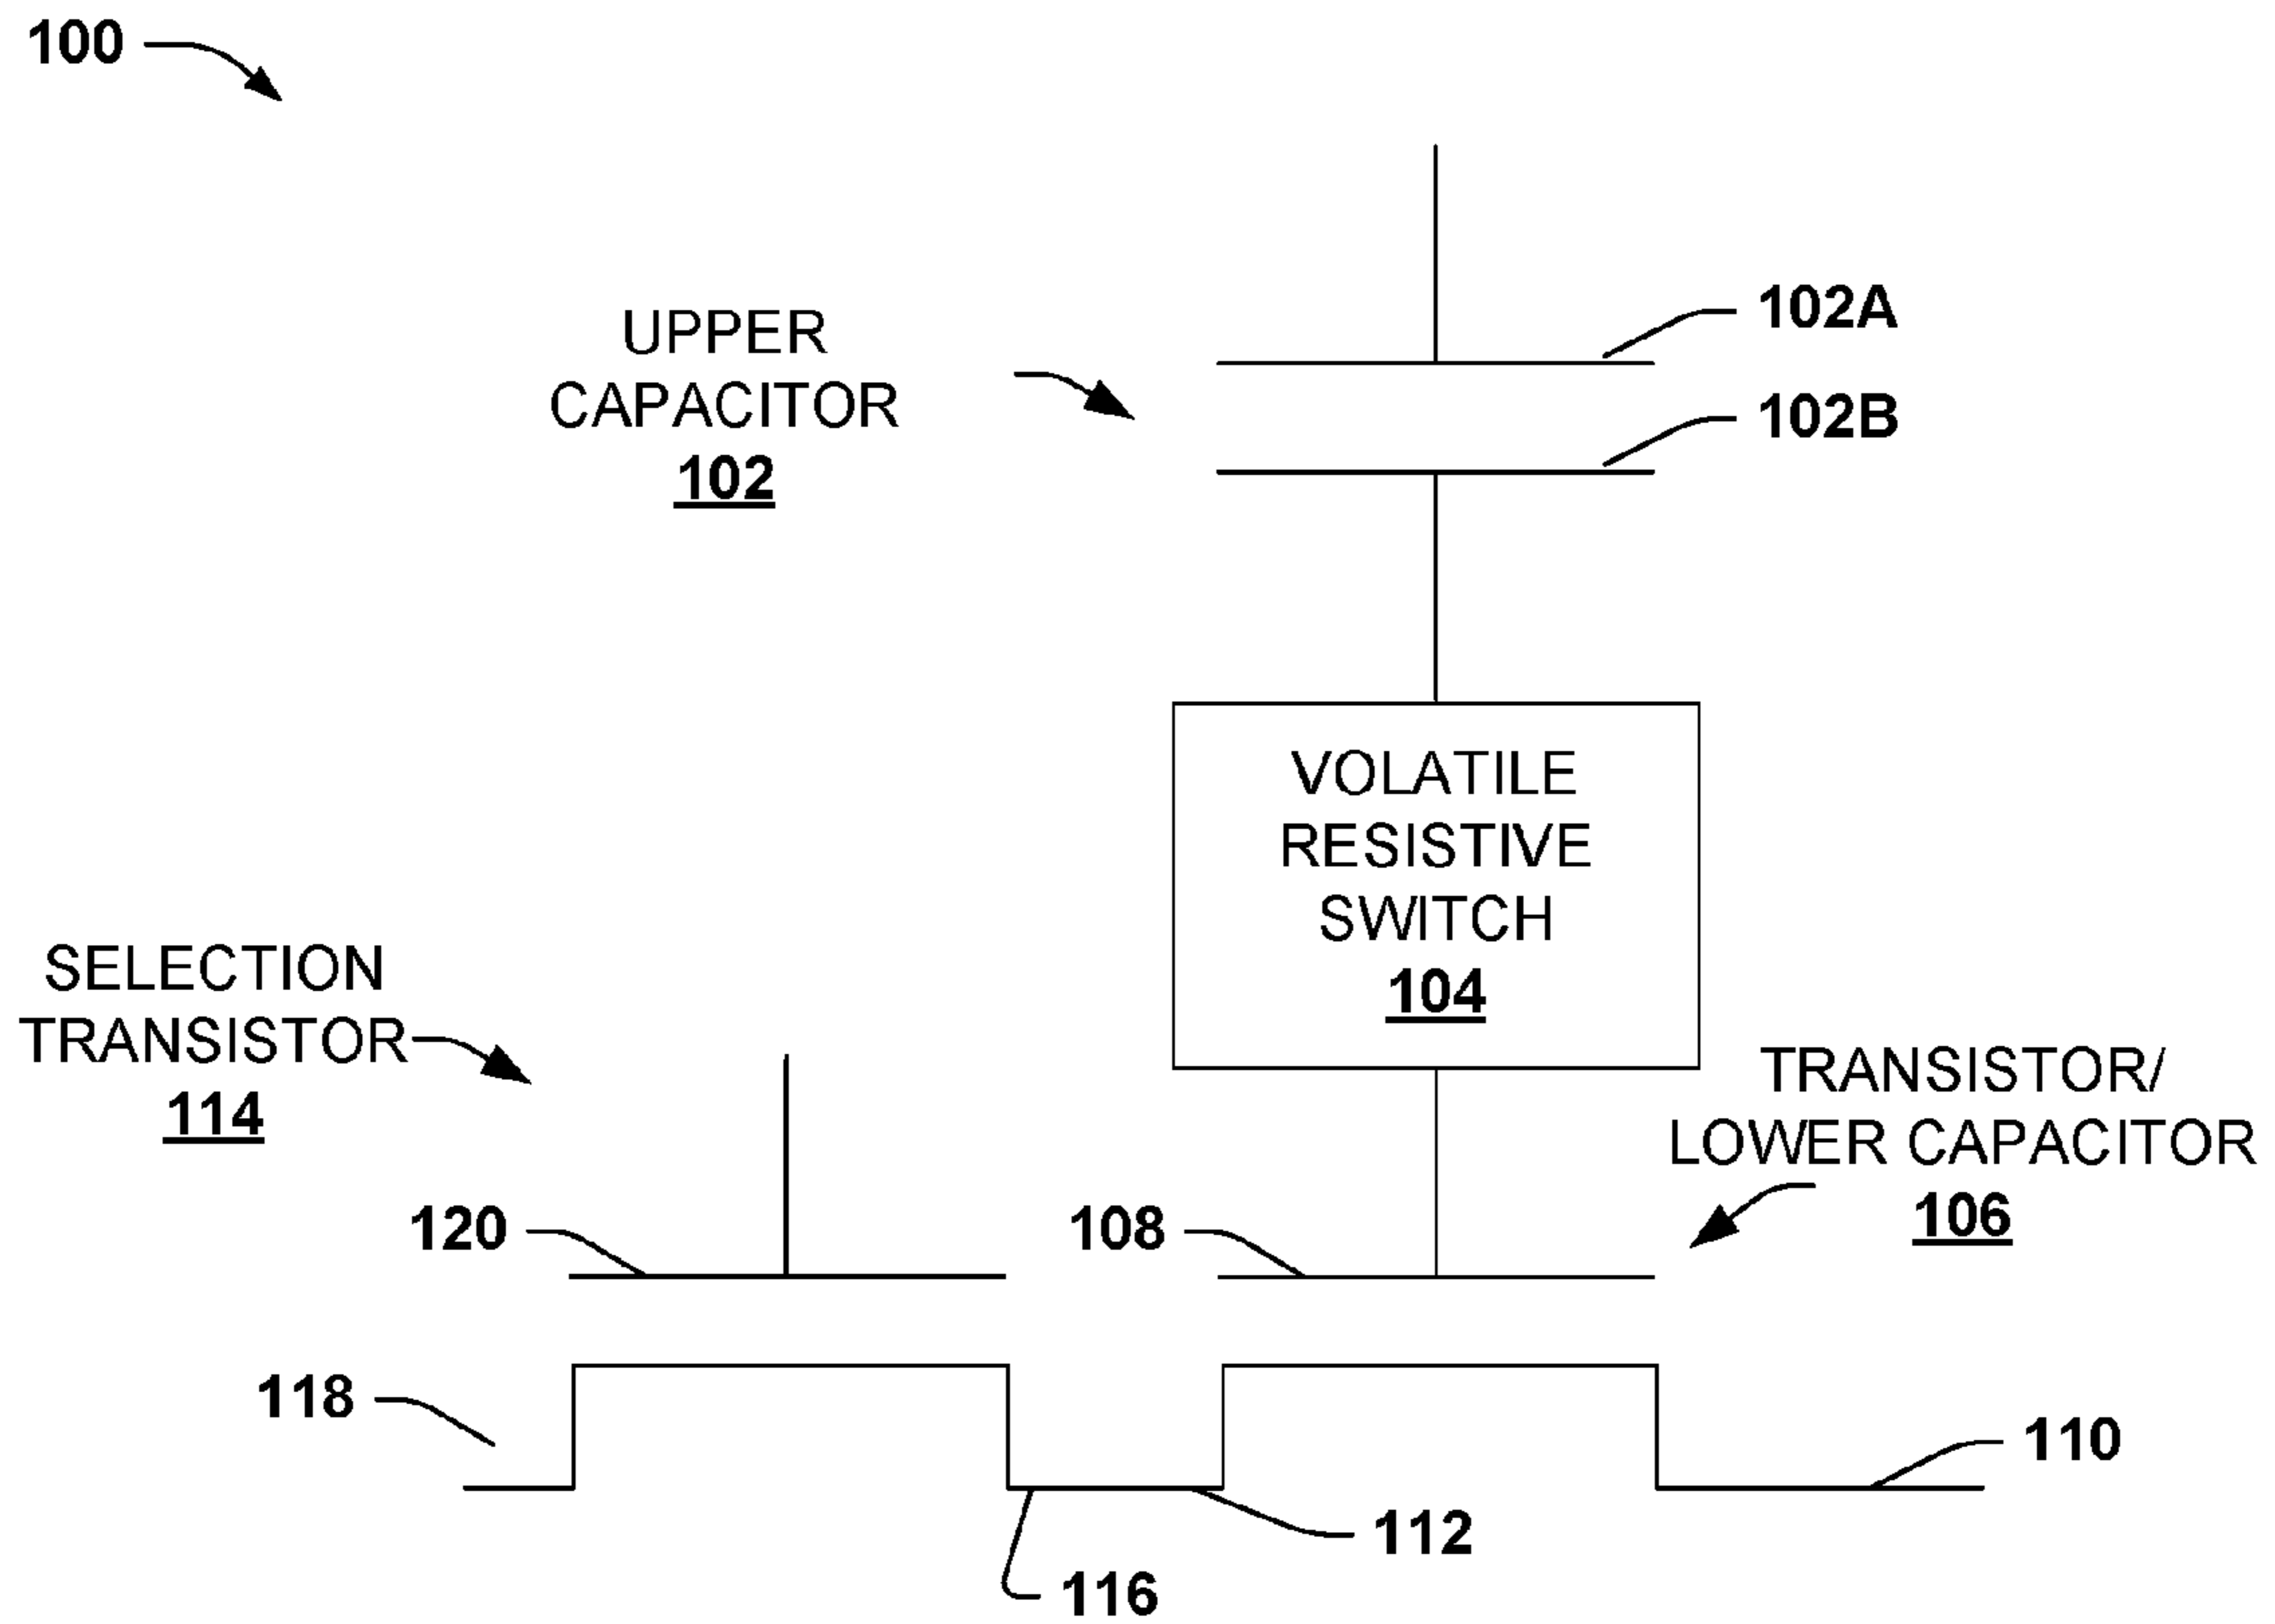 100
102A
UPPER
CAPACITOR
102
102B
VOLATILE
RESISTIVE
SWITCH
104
SELECTION
TRANSISTOR
114
TRANSISTOR/
LOWER CAPACITOR
106
120
108
118
110
112
116